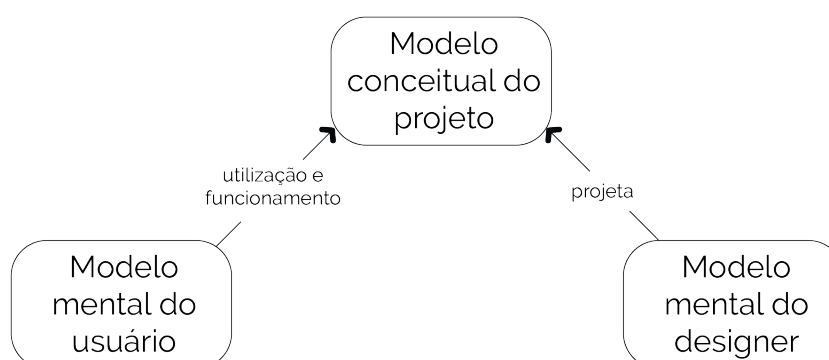 Modelo
conceitual do
projeto
utilização e
funcionamento
projeta
Modelo
mental do
usuário
Modelo
mental do
designer